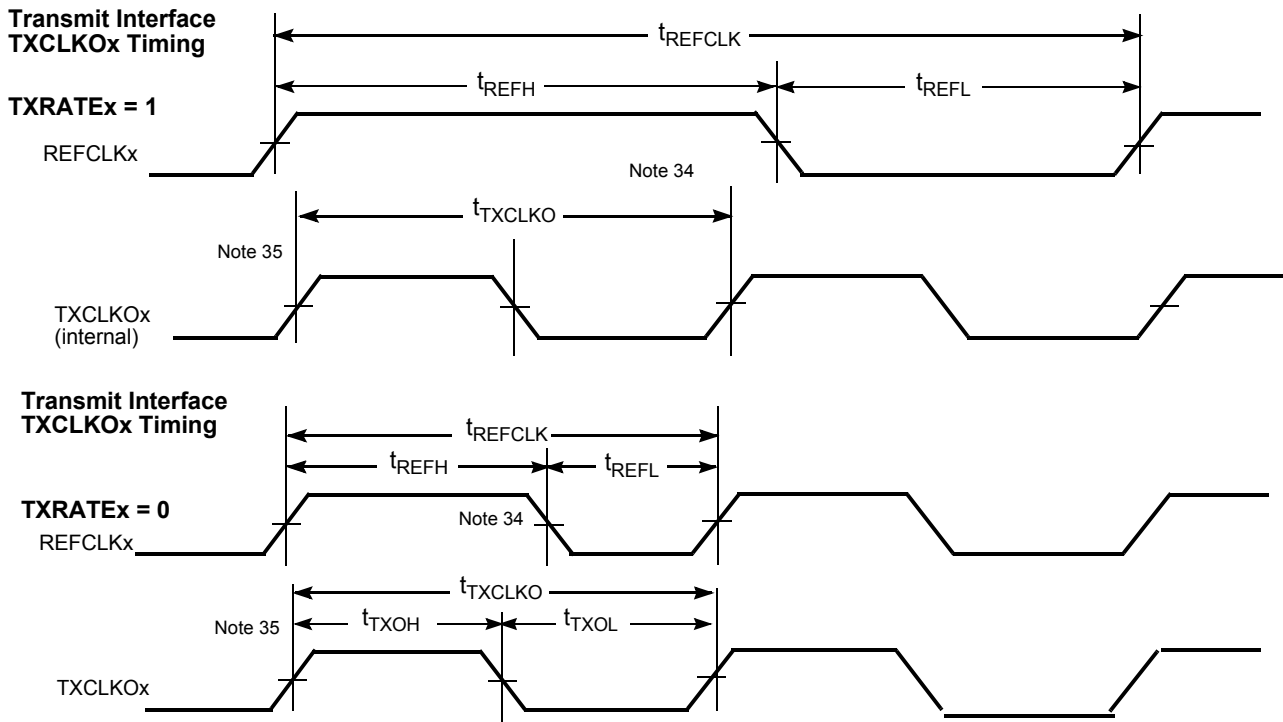 Transmit Interface
TXCLKOx Timing
tREFCLK
tREFH
tREFL
TXRATEx = 1
REFCLKx
Note 34
tTXCLKO
Note 35
TXCLKOx
(internal)
Transmit Interface
TXCLKOx Timing
tREFCLK
tREFH
tREFL
TXRATEx = 0
Note 34
REFCLKx
tTXCLKO
Note 35
tTXOH
tTXOL
TXCLKOx